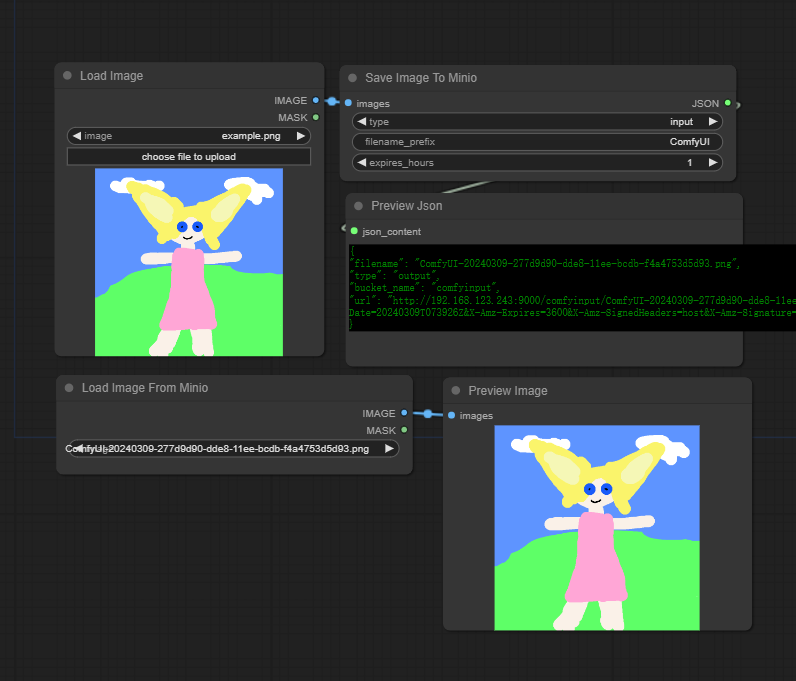 Load Image
IMAGE
MASK
image example.png
choose file to upload
Save Image To Minio
images JSON
type input
filename_prefix ComfyUI
expires_hours 1
Preview Json
json_content
{
"filename": "ComfyUI-20240309-277d9d90-dde8-11ee-bcdb-f4a4753d5d93.png",
"type": "output",
"bucket_name": "comfyinput",
"url": "http://192.168.123.243:9000/comfyinput/ComfyUI-20240309-277d9d90-dde8-11ee
Date=20240309T073926Z&X-Amz-Expires=3600&X-Amz-SignedHeaders=host&X-Amz-Signature=
}
Load Image From Minio
IMAGE
MASK
ComfyUI-20240309-277d9d90-dde8-11ee-bcdb-f4a4753d5d93.png
Preview Image
images